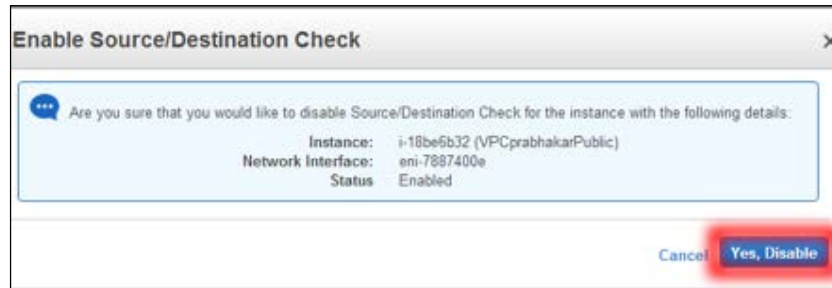 Enable Source/Destination Check
Are you sure that you would like to disable Source/Destination Check for the instance with the following details:
Instance: i-18be6b32 (VPCprabhakarPublic)
Network Interface: eni-7887400e
Status Enabled
Cancel Yes, Disable